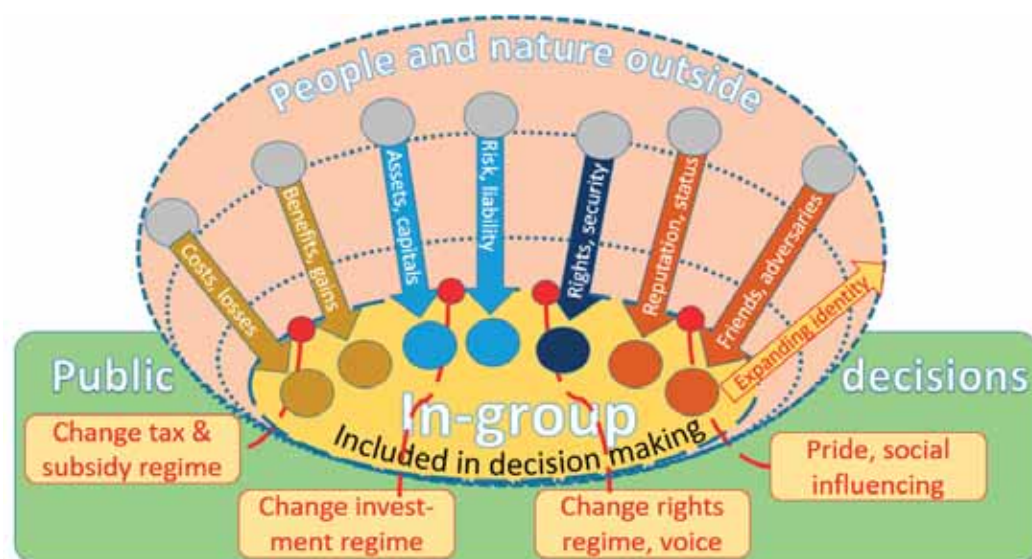 People and nature outside
Costs, losses
Benefits, gains
Assets, capitals
Risk, liability
Rights, security
Reputation, status
Friends, adversaries
Expanding identity
Public
decisions
In-group
Included in decision making
Change tax &
subsidy regime
Change invest-
ment regime
Change rights
regime, voice
Pride, social
influencing